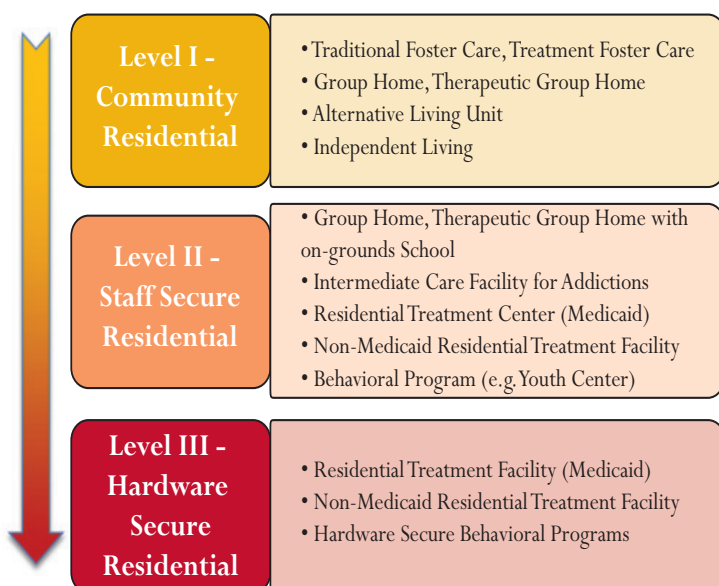 Level I -
Community
Residential
• Traditional Foster Care, Treatment Foster Care
• Group Home, Therapeutic Group Home
• Alternative Living Unit
• Independent Living
Level II -
Staff Secure
Residential
• Group Home, Therapeutic Group Home with
on-grounds School
• Intermediate Care Facility for Addictions
• Residential Treatment Center (Medicaid)
• Non-Medicaid Residential Treatment Facility
• Behavioral Program (e.g. Youth Center)
Level III -
Hardware
Secure
Residential
• Residential Treatment Facility (Medicaid)
• Non-Medicaid Residential Treatment Facility
• Hardware Secure Behavioral Programs